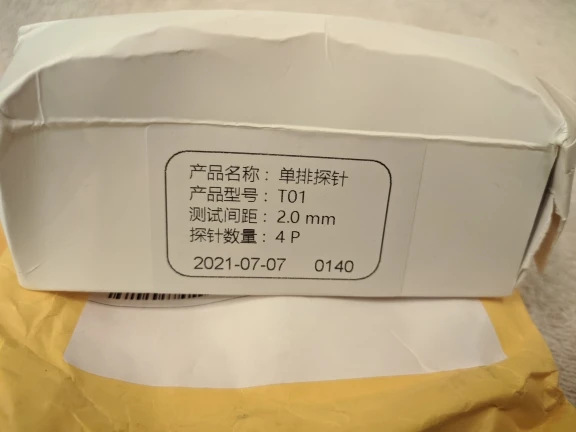 产品名称：单排探针
产品型号：T01
测试间距：2.0 mm
探针数量：4 P
2021-07-07 0140